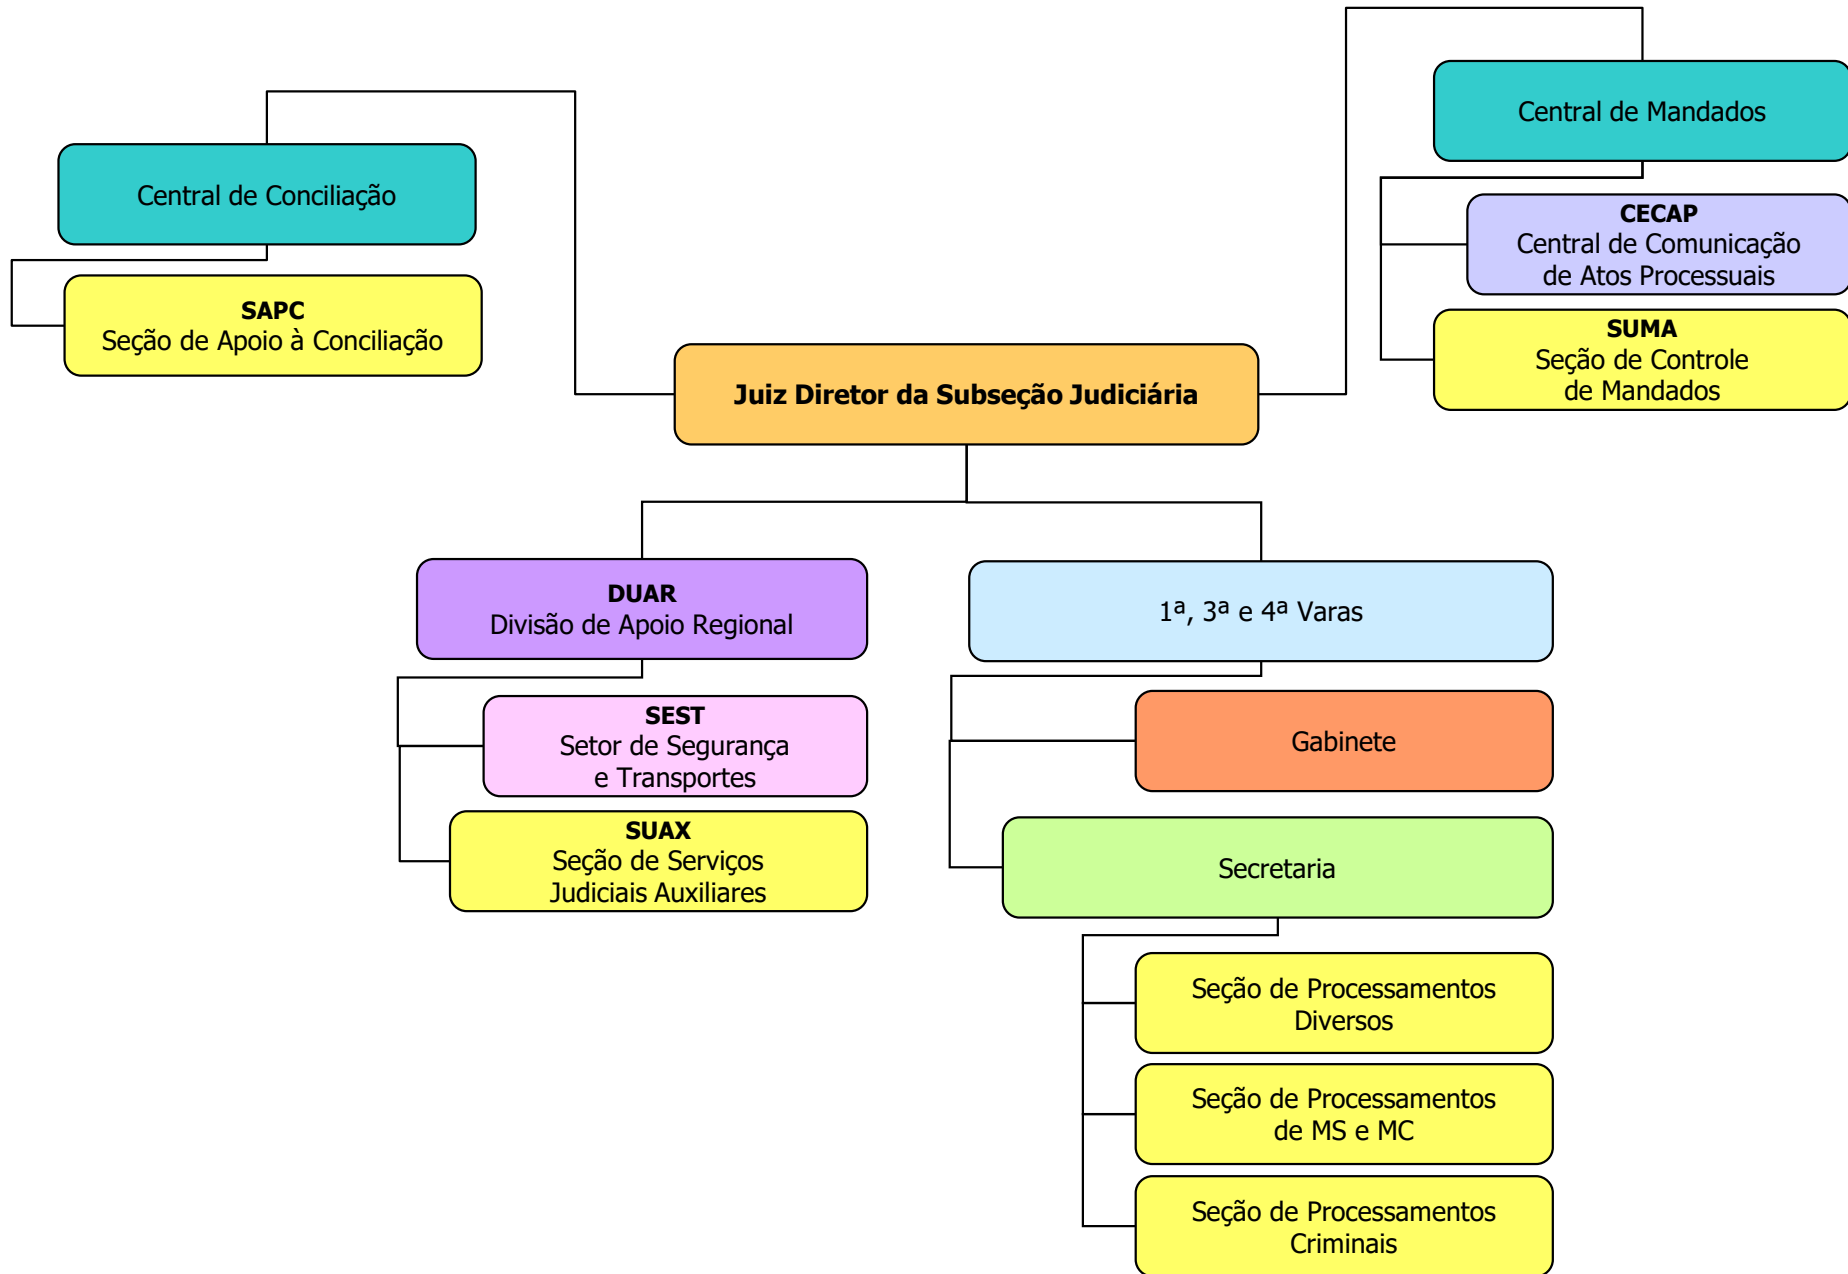 Central de Mandados
Central de Conciliação
CECAP
Central de Comunicação
de Atos Processuais
SAPC
Seção de Apoio à Conciliação
SUMA
Seção de Controle
de Mandados
Juiz Diretor da Subseção Judiciária
DUAR
Divisão de Apoio Regional
1ª, 3ª e 4ª Varas
SEST
Setor de Segurança
e Transportes
Gabinete
SUAX
Seção de Serviços
Judiciais Auxiliares
Secretaria
Seção de Processamentos
Diversos
Seção de Processamentos
de MS e MC
Seção de Processamentos
Criminais